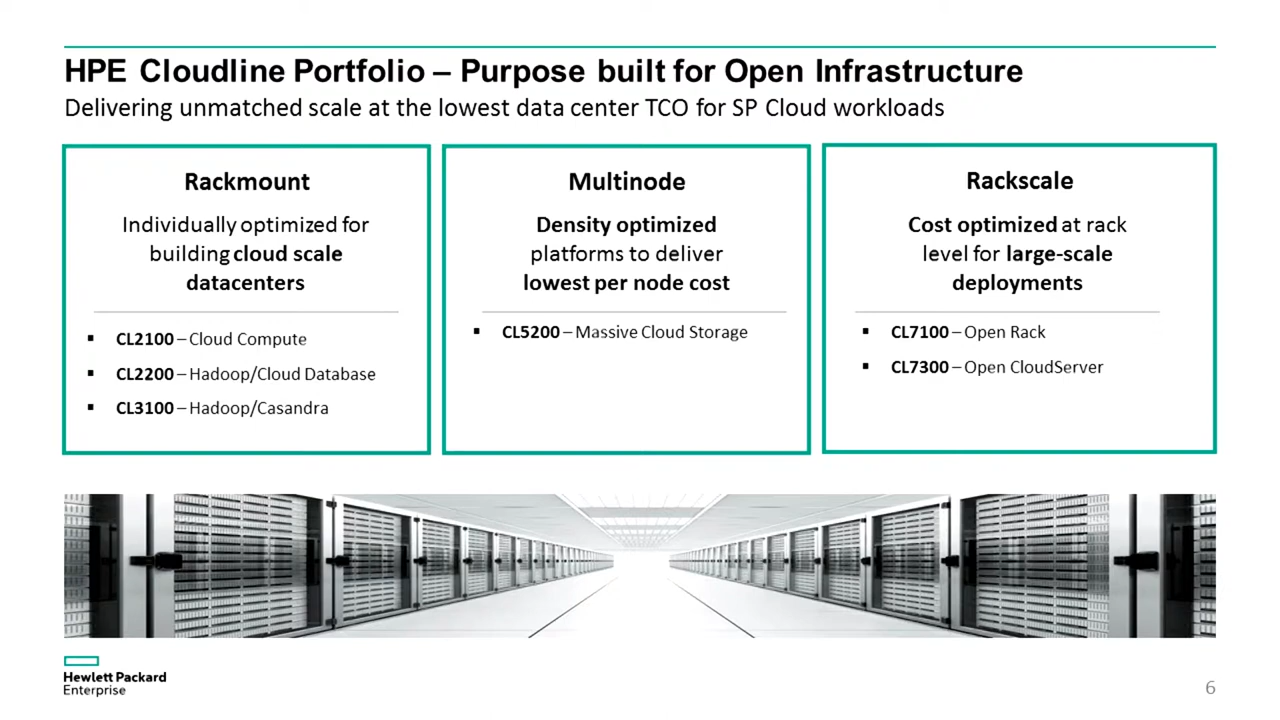 HPE Cloudline Portfolio – Purpose built for Open Infrastructure
Delivering unmatched scale at the lowest data center TCO for SP Cloud workloads
Rackmount
Individually optimized for
building cloud scale
datacenters
▪ CL2100 – Cloud Compute
▪ CL2200 – Hadoop/Cloud Database
▪ CL3100 – Hadoop/Casandra
Multinode
Density optimized
platforms to deliver
lowest per node cost
▪ CL5200 – Massive Cloud Storage
Rackscale
Cost optimized at rack
level for large-scale
deployments
▪ CL7100 – Open Rack
▪ CL7300 – Open CloudServer
Hewlett Packard
Enterprise
6